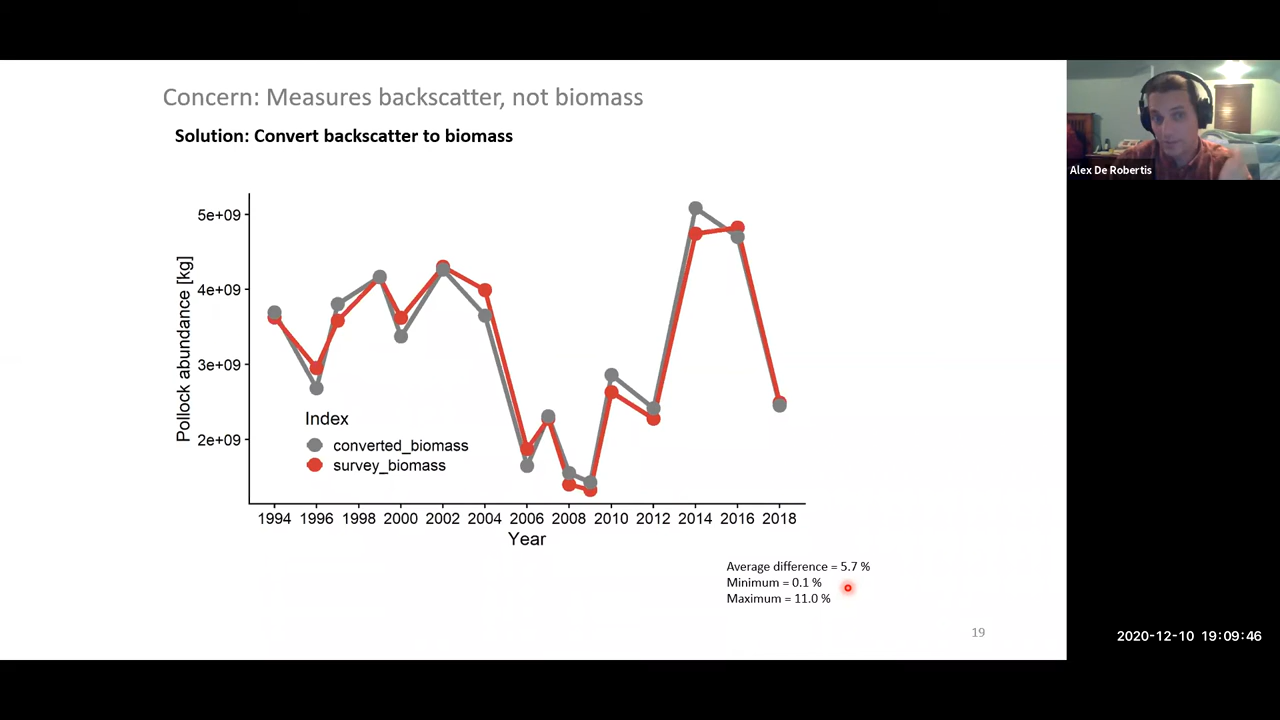 Concern: Measures backscatter, not biomass
Solution: Convert backscatter to biomass
Alex De Robertis
5e+09
4e+09
3e+09
2e+09
Pollock abundance [kg]
Index
converted_biomass
survey_biomass
1994 1996 1998 2000 2002 2004 2006 2008 2010 2012 2014 2016 2018
Year
Average difference = 5.7 %
Minimum = 0.1 %
Maximum = 11.0 %
19
2020-12-10 19:09:46